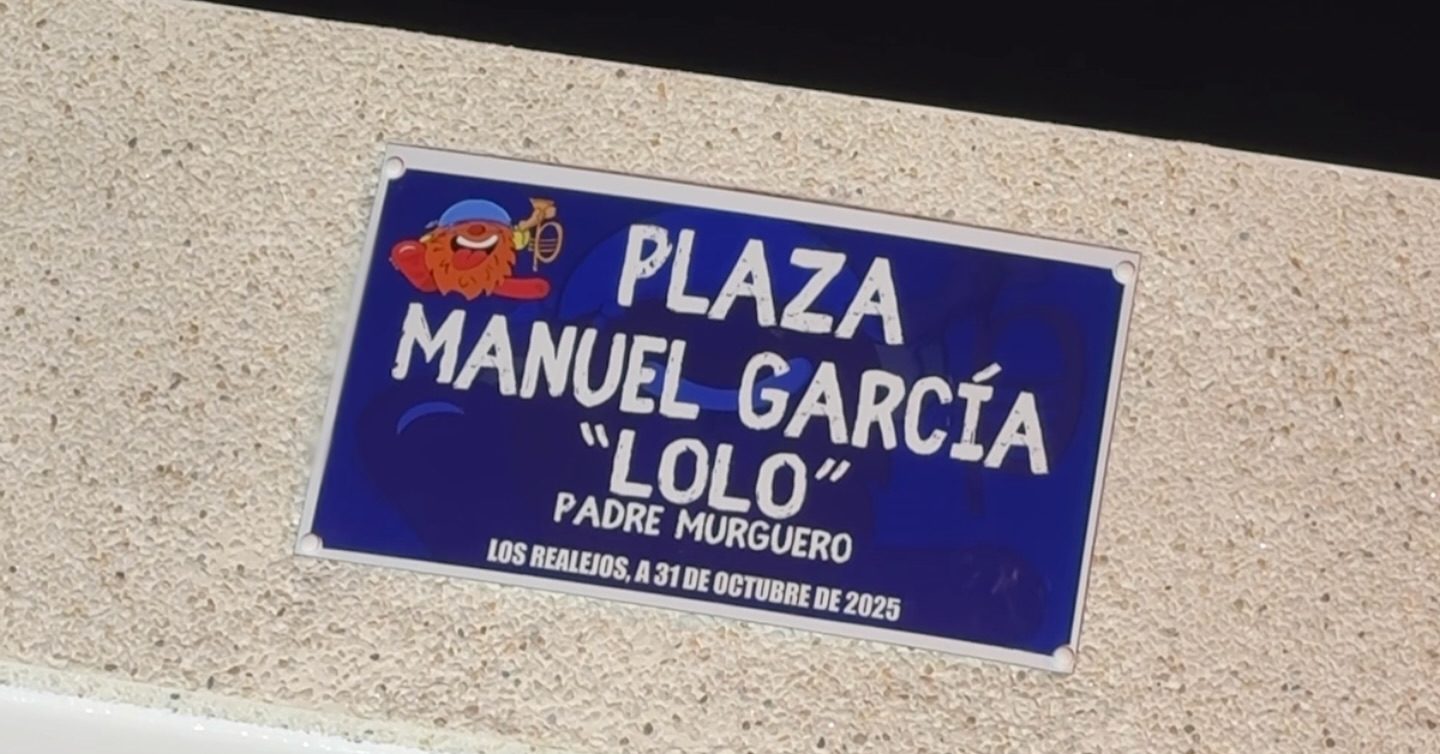 PLAZA
MANUEL GARCÍA
“LOLO”
PADRE MURGUERO
LOS REALEJOS, A 31 DE OCTUBRE DE 2025